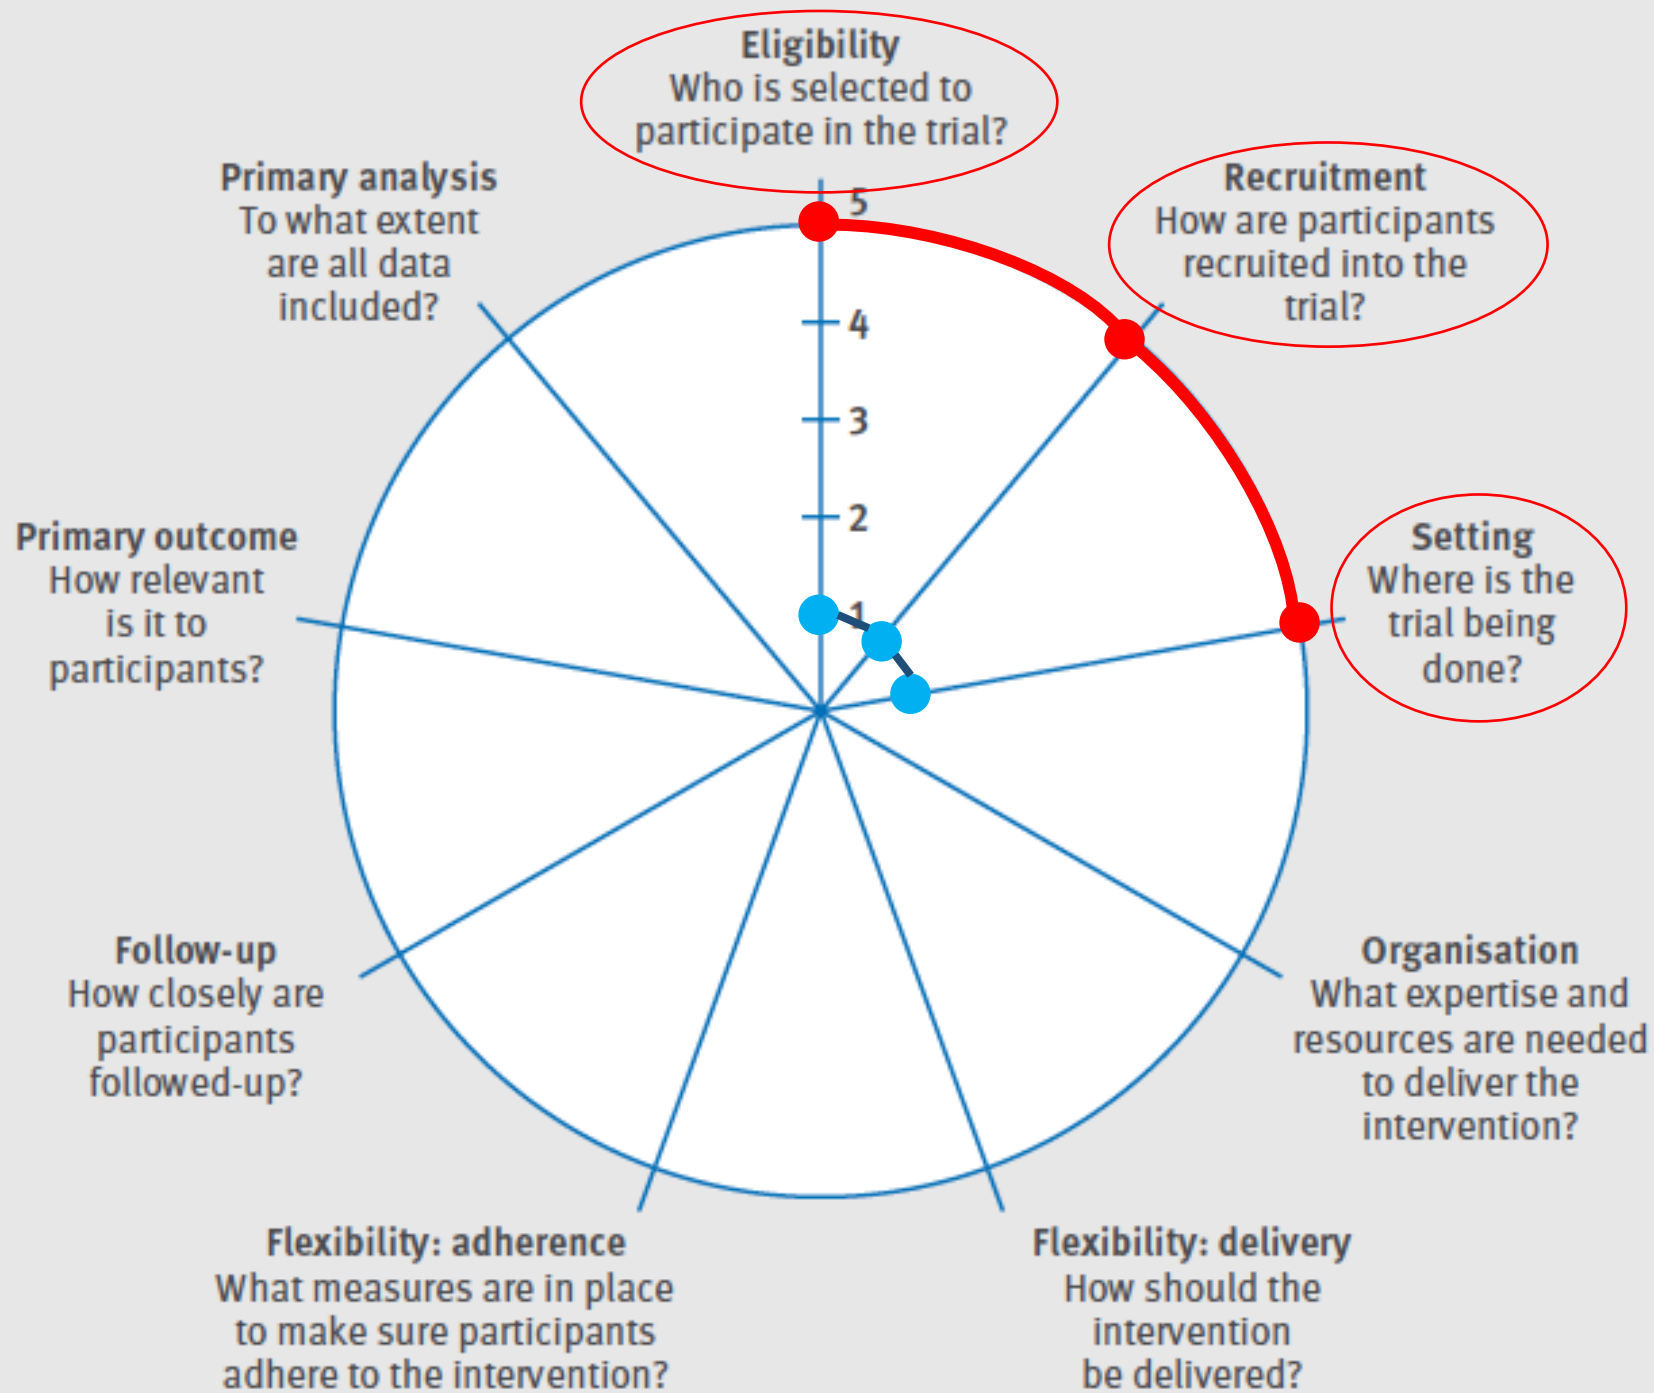 Eligibility
Who is selected to
participate in the trial?
Recruitment
How are participants
recruited into the
trial?
Setting
Where is the
trial being
done?
Organisation
What expertise and
resources are needed
to deliver the
intervention?
Flexibility: delivery
How should the
intervention
be delivered?
Flexibility: adherence
What measures are in place
to make sure participants
adhere to the intervention?
Follow-up
How closely are
participants
followed-up?
Primary outcome
How relevant
is it to
participants?
Primary analysis
To what extent
are all data
included?
5
4
3
2
1